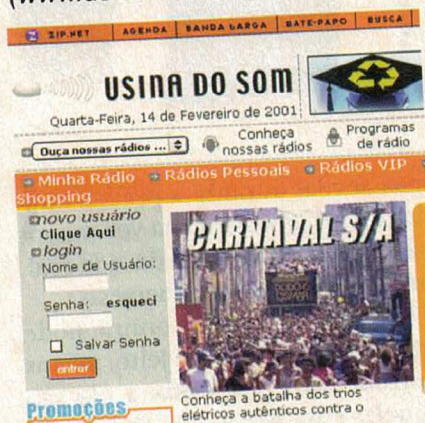 ZIP.NET AGENDA BANDA LARGA BATE-PAPO BUSCA
USINA DO SOM
Quarta-Feira, 14 de Fevereiro de 2001
Ouça nossas rádios ...
Conheça
nossas rádios
Programas
de rádio
Minha Rádio Rádios Pessoais Rádios VIP
Shopping
novo usuário
Clique Aqui
login
Nome de Usuário:
Senha: esqueci
Salvar Senha
entrar
Promoções
CARNAVAL S/A
Conheça a batalha dos trios
elétricos autênticos contra o